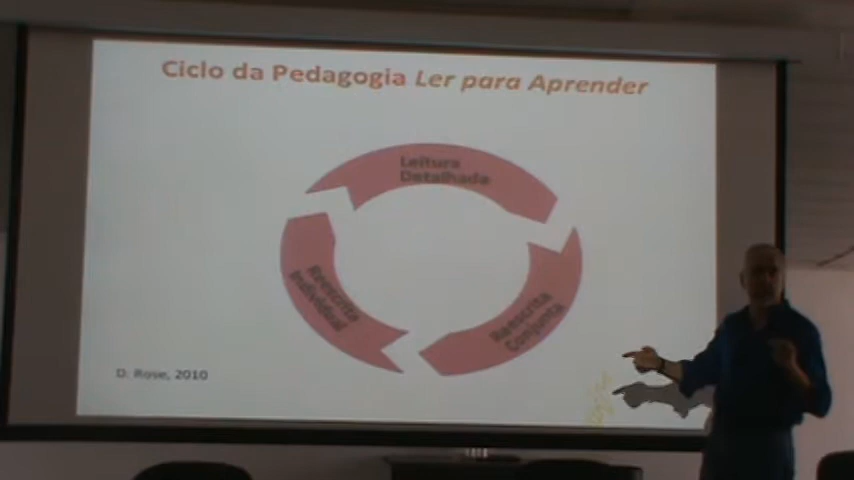 Ciclo da Pedagogia Ler para Aprender
Leitura
Detalhada
Reescrita
Individual
Reescrita
Conjunta
D. Rose, 2010